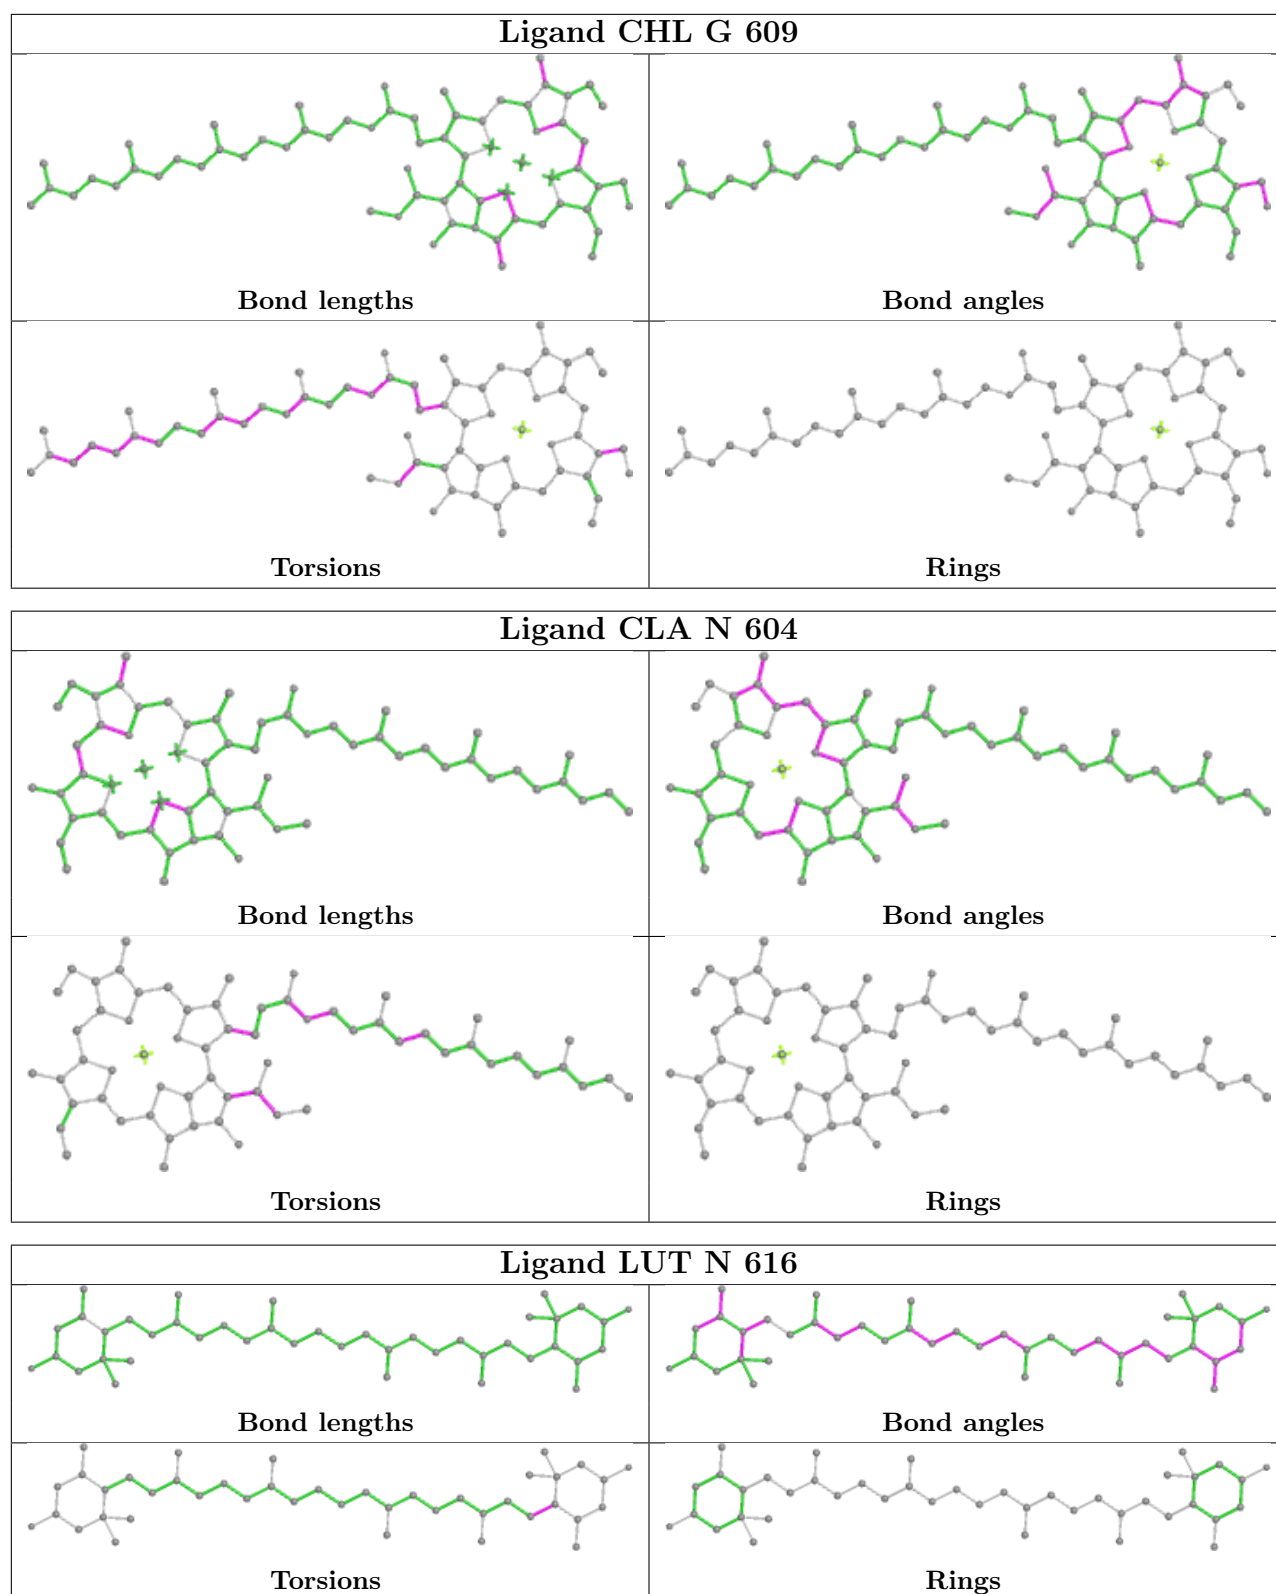 Ligand CHL G 609
Bond lengths
Bond angles
Torsions
Rings
Ligand CLA N 604
Bond lengths
Bond angles
Torsions
Rings
Ligand LUT N 616
Bond lengths
Bond angles
Torsions
Rings